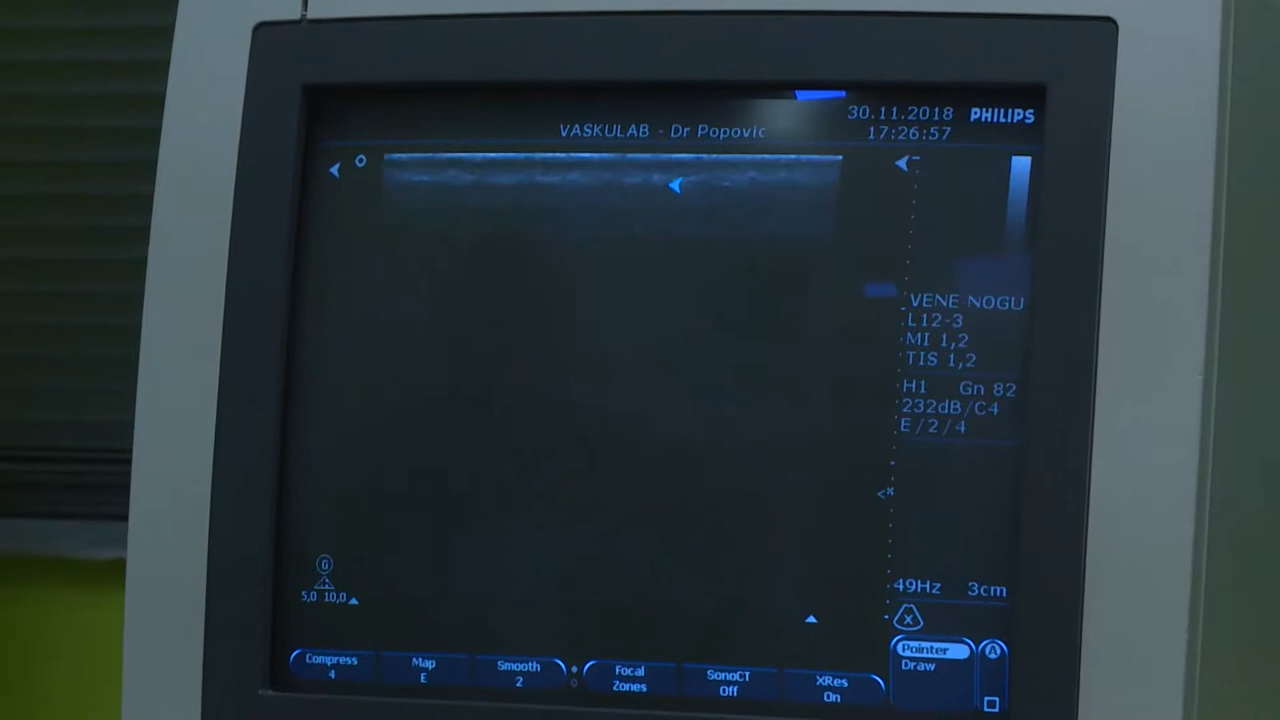 30.11.2018 PHILIPS
VASKULAB - Dr Popovic 17:26:57
VENE NOGU
L12-3
MI 1,2
TIS 1,2
H1 Gn 82
232dB/C4
E/2/4
G
5,0 10,0
49Hz 3cm
X
Pointer A
Draw
Compress
4
Map
E
Smooth
2
Focal
Zones
SonoCT
Off
XRes
On